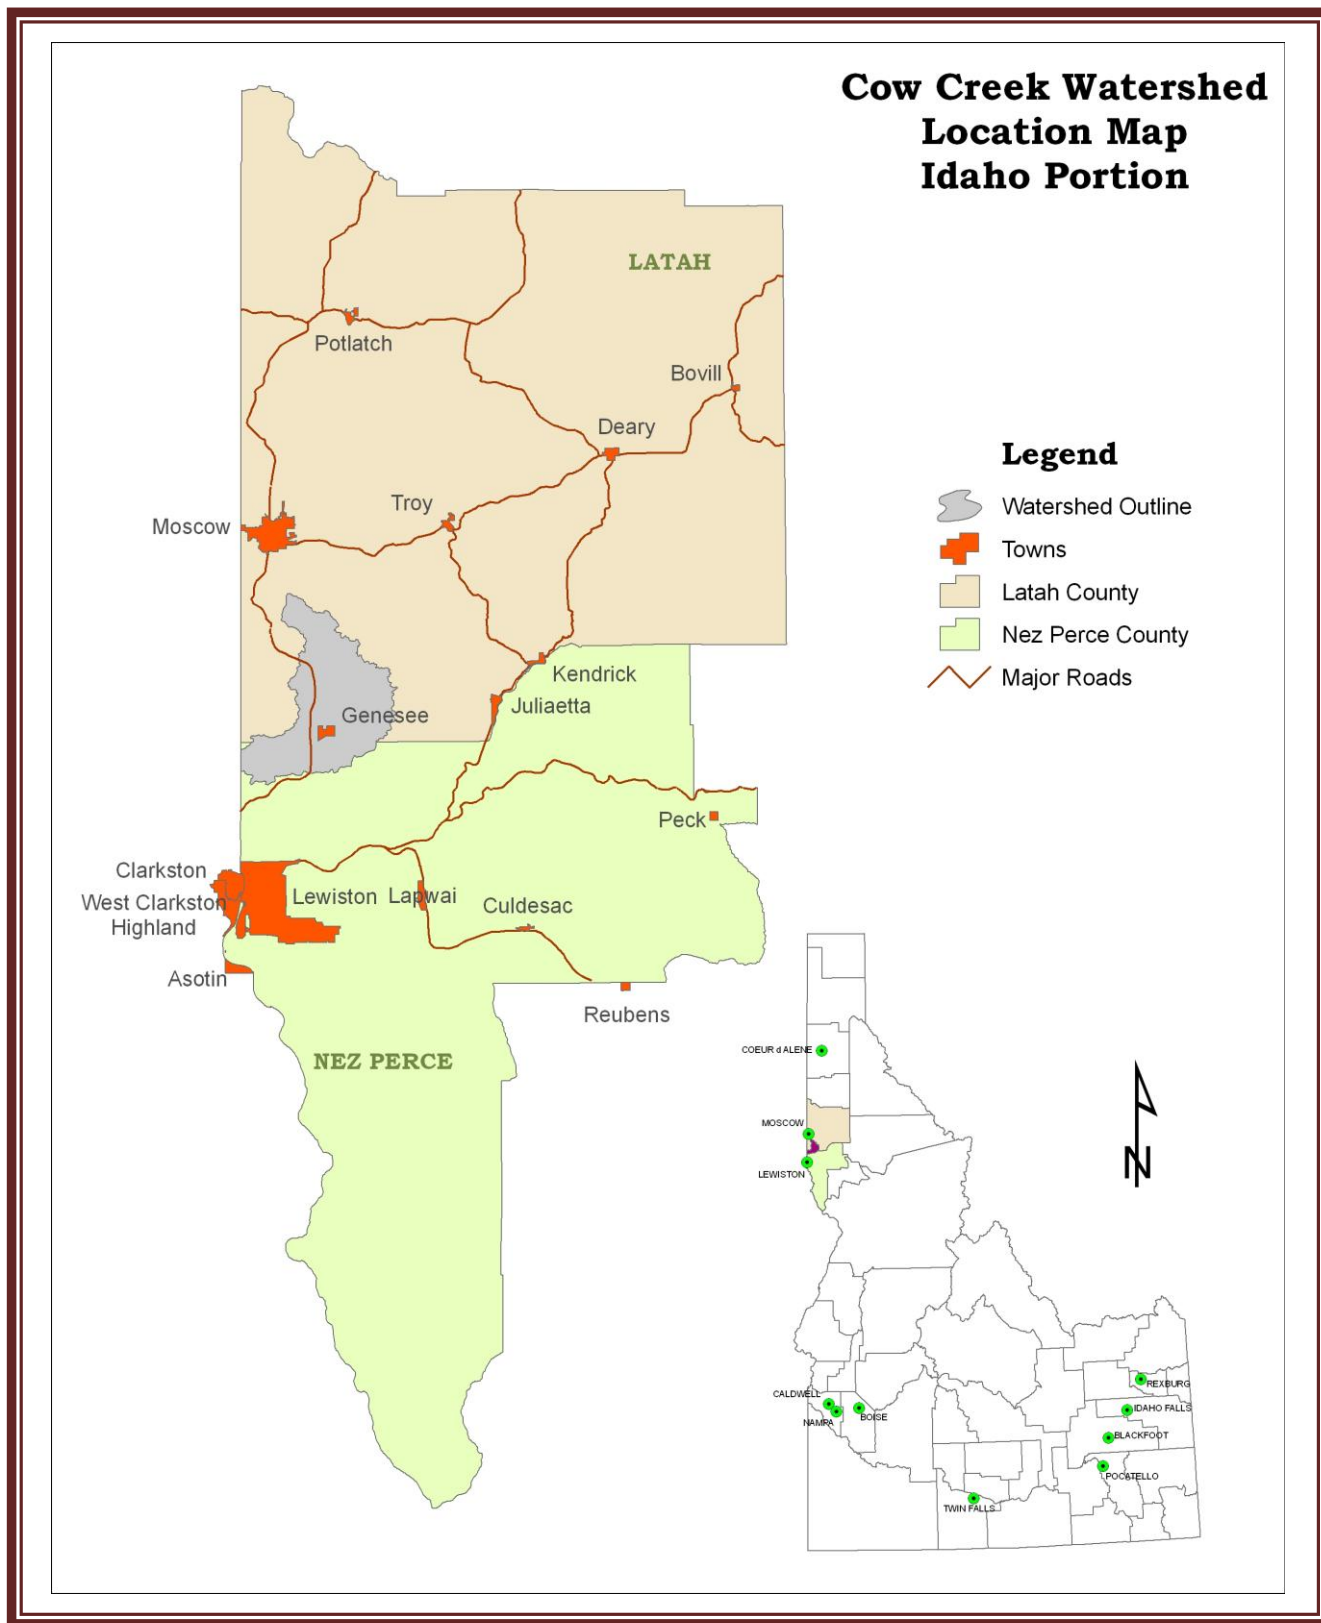 Cow Creek Watershed
Location Map
Idaho Portion
LATAH
Potlatch
Bovill
Deary
Troy
Moscow
Kendrick
Juliaetta
Genesee
Peck
Clarkston
West Clarkston
Highland
Lewiston
Lapwai
Culdesac
Asotin
Reubens
NEZ PERCE
Legend
Watershed Outline
Towns
Latah County
Nez Perce County
Major Roads
COEUR d ALENE
MOSCOW
LEWISTON
CALDWELL
NAMPA
BOISE
REXBURG
IDAHO FALLS
BLACKFOOT
POCATELLO
TWIN FALLS
N